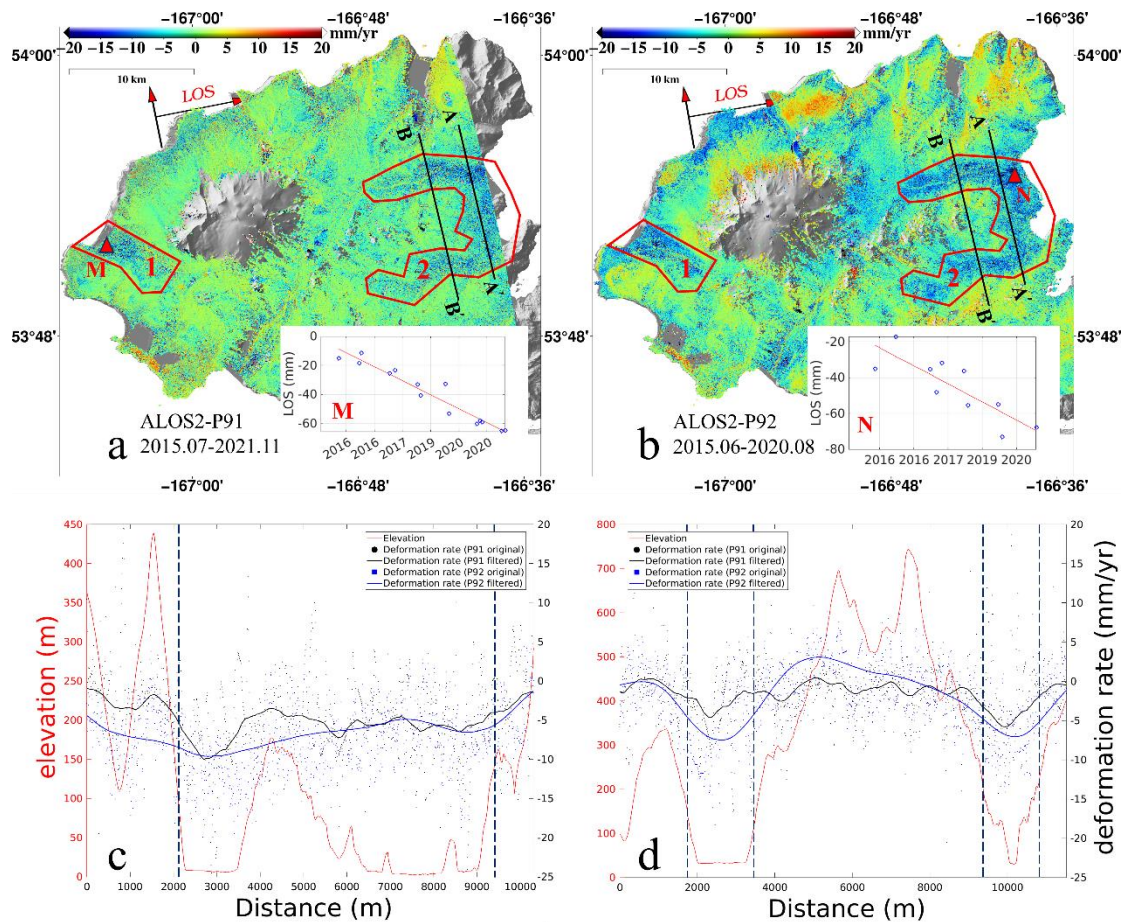 -167°00' -166°48' -166°36'
mm/yr
-20 -15 -10 -5 0 5 10 15 20
54°00'
10 km
LOS
B
A
M
1
2
A'
B'
53°48'
0
-20
-40
-60
LOS (mm)
M
2016 2016 2017 2019 2020 2020
a
ALOS2-P91
2015.07-2021.11
-167°00' -166°48' -166°36'
-167°00' -166°48' -166°36'
mm/yr
-20 -15 -10 -5 0 5 10 15 20
54°00'
10 km
LOS
B
A
N
1
2
A'
B'
53°48'
-20
-40
-60
-80
LOS (mm)
N
2016 2016 2017 2019 2020
b
ALOS2-P92
2015.06-2020.08
-167°00' -166°48' -166°36'
elevation (m)
450
400
350
300
250
200
150
100
50
0
Elevation
Deformation rate (P91 original)
Deformation rate (P91 filtered)
Deformation rate (P92 original)
Deformation rate (P92 filtered)
20
15
10
5
0
-5
-10
-15
-20
-25
c
0 1000 2000 3000 4000 5000 6000 7000 8000 9000 10000
Distance (m)
800
700
600
500
400
300
200
100
0
Elevation
Deformation rate (P91 original)
Deformation rate (P91 filtered)
Deformation rate (P92 original)
Deformation rate (P92 filtered)
20
15
10
5
0
-5
-10
-15
-20
-25
deformation rate (mm/yr)
d
0 2000 4000 6000 8000 10000
Distance (m)